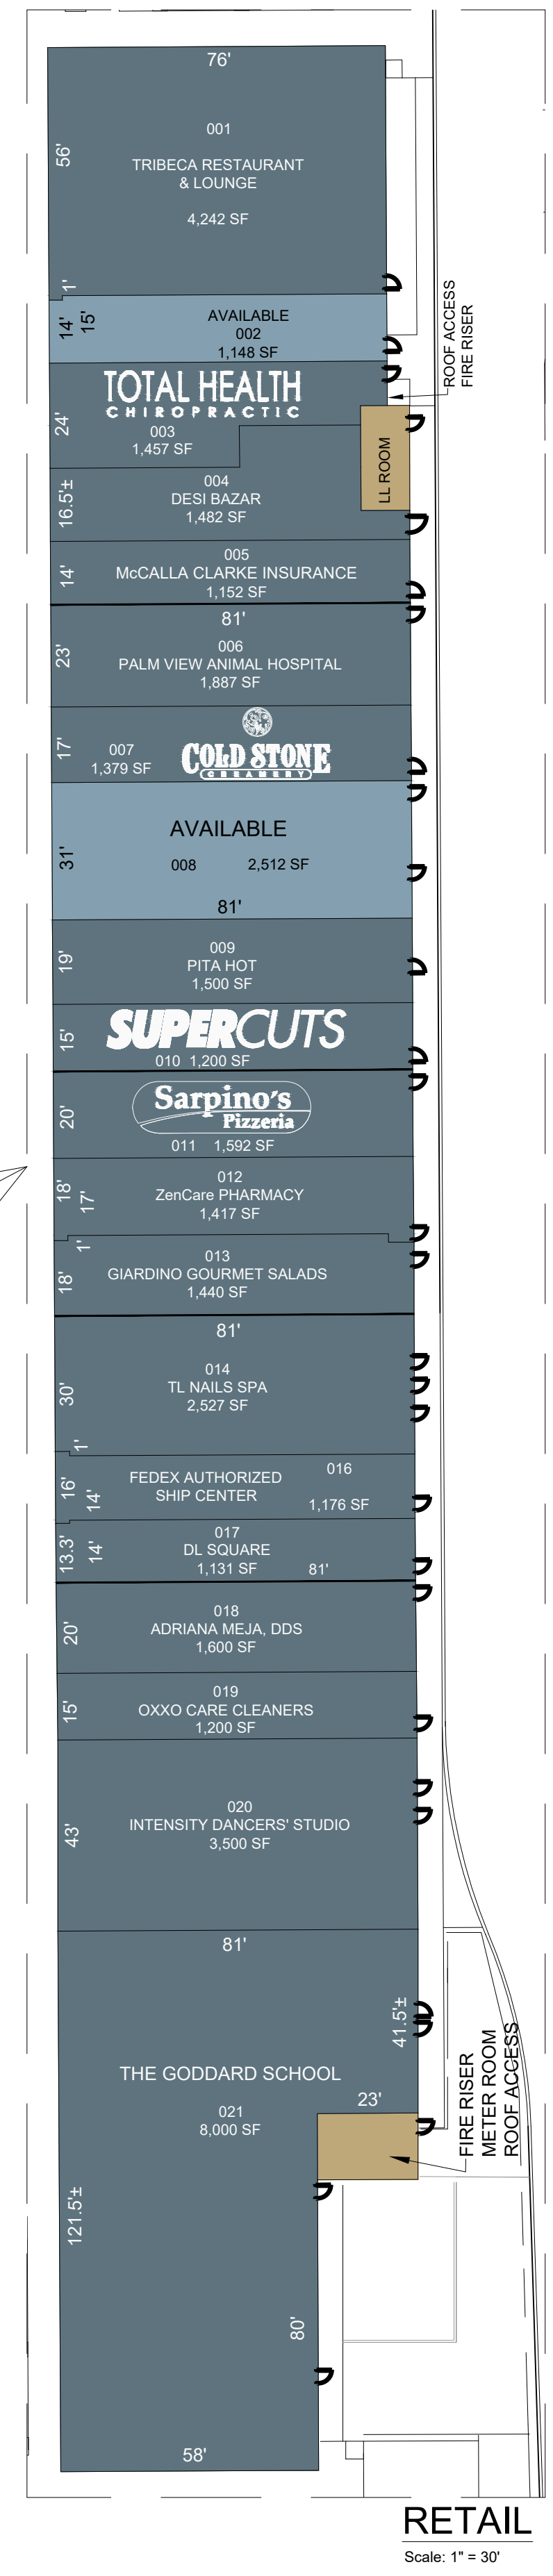 76'
001
TRIBECA RESTAURANT
& LOUNGE
4,242 SF
56'
1'
ROOF ACCESS
FIRE RISER
AVAILABLE
002
1,148 SF
14'
15'
TOTAL HEALTH
CHIROPRACTIC
003
1,457 SF
24'
LL ROOM
004
DESI BAZAR
1,482 SF
16.5'±
005
McCALLA CLARKE INSURANCE
1,152 SF
14'
81'
006
PALM VIEW ANIMAL HOSPITAL
1,887 SF
23'
007
1,379 SF
COLD STONE
CREAMERY
17'
AVAILABLE
008 2,512 SF
31'
81'
009
PITA HOT
1,500 SF
19'
SUPERCUTS
010 1,200 SF
15'
Sarpino's
Pizzeria
011 1,592 SF
20'
012
ZenCare PHARMACY
1,417 SF
18'
17'
1'
013
GIARDINO GOURMET SALADS
1,440 SF
18'
81'
014
TL NAILS SPA
2,527 SF
30'
1'
016
FEDEX AUTHORIZED
SHIP CENTER
1,176 SF
16'
14'
017
DL SQUARE
1,131 SF 81'
13.3'
14'
018
ADRIANA MEJA, DDS
1,600 SF
20'
019
OXXO CARE CLEANERS
1,200 SF
15'
020
INTENSITY DANCERS' STUDIO
3,500 SF
43'
81'
41.5'±
THE GODDARD SCHOOL
021
8,000 SF
23'
FIRE RISER
METER ROOM
ROOF ACCESS
121.5'±
80'
58'
RETAIL
Scale: 1" = 30'